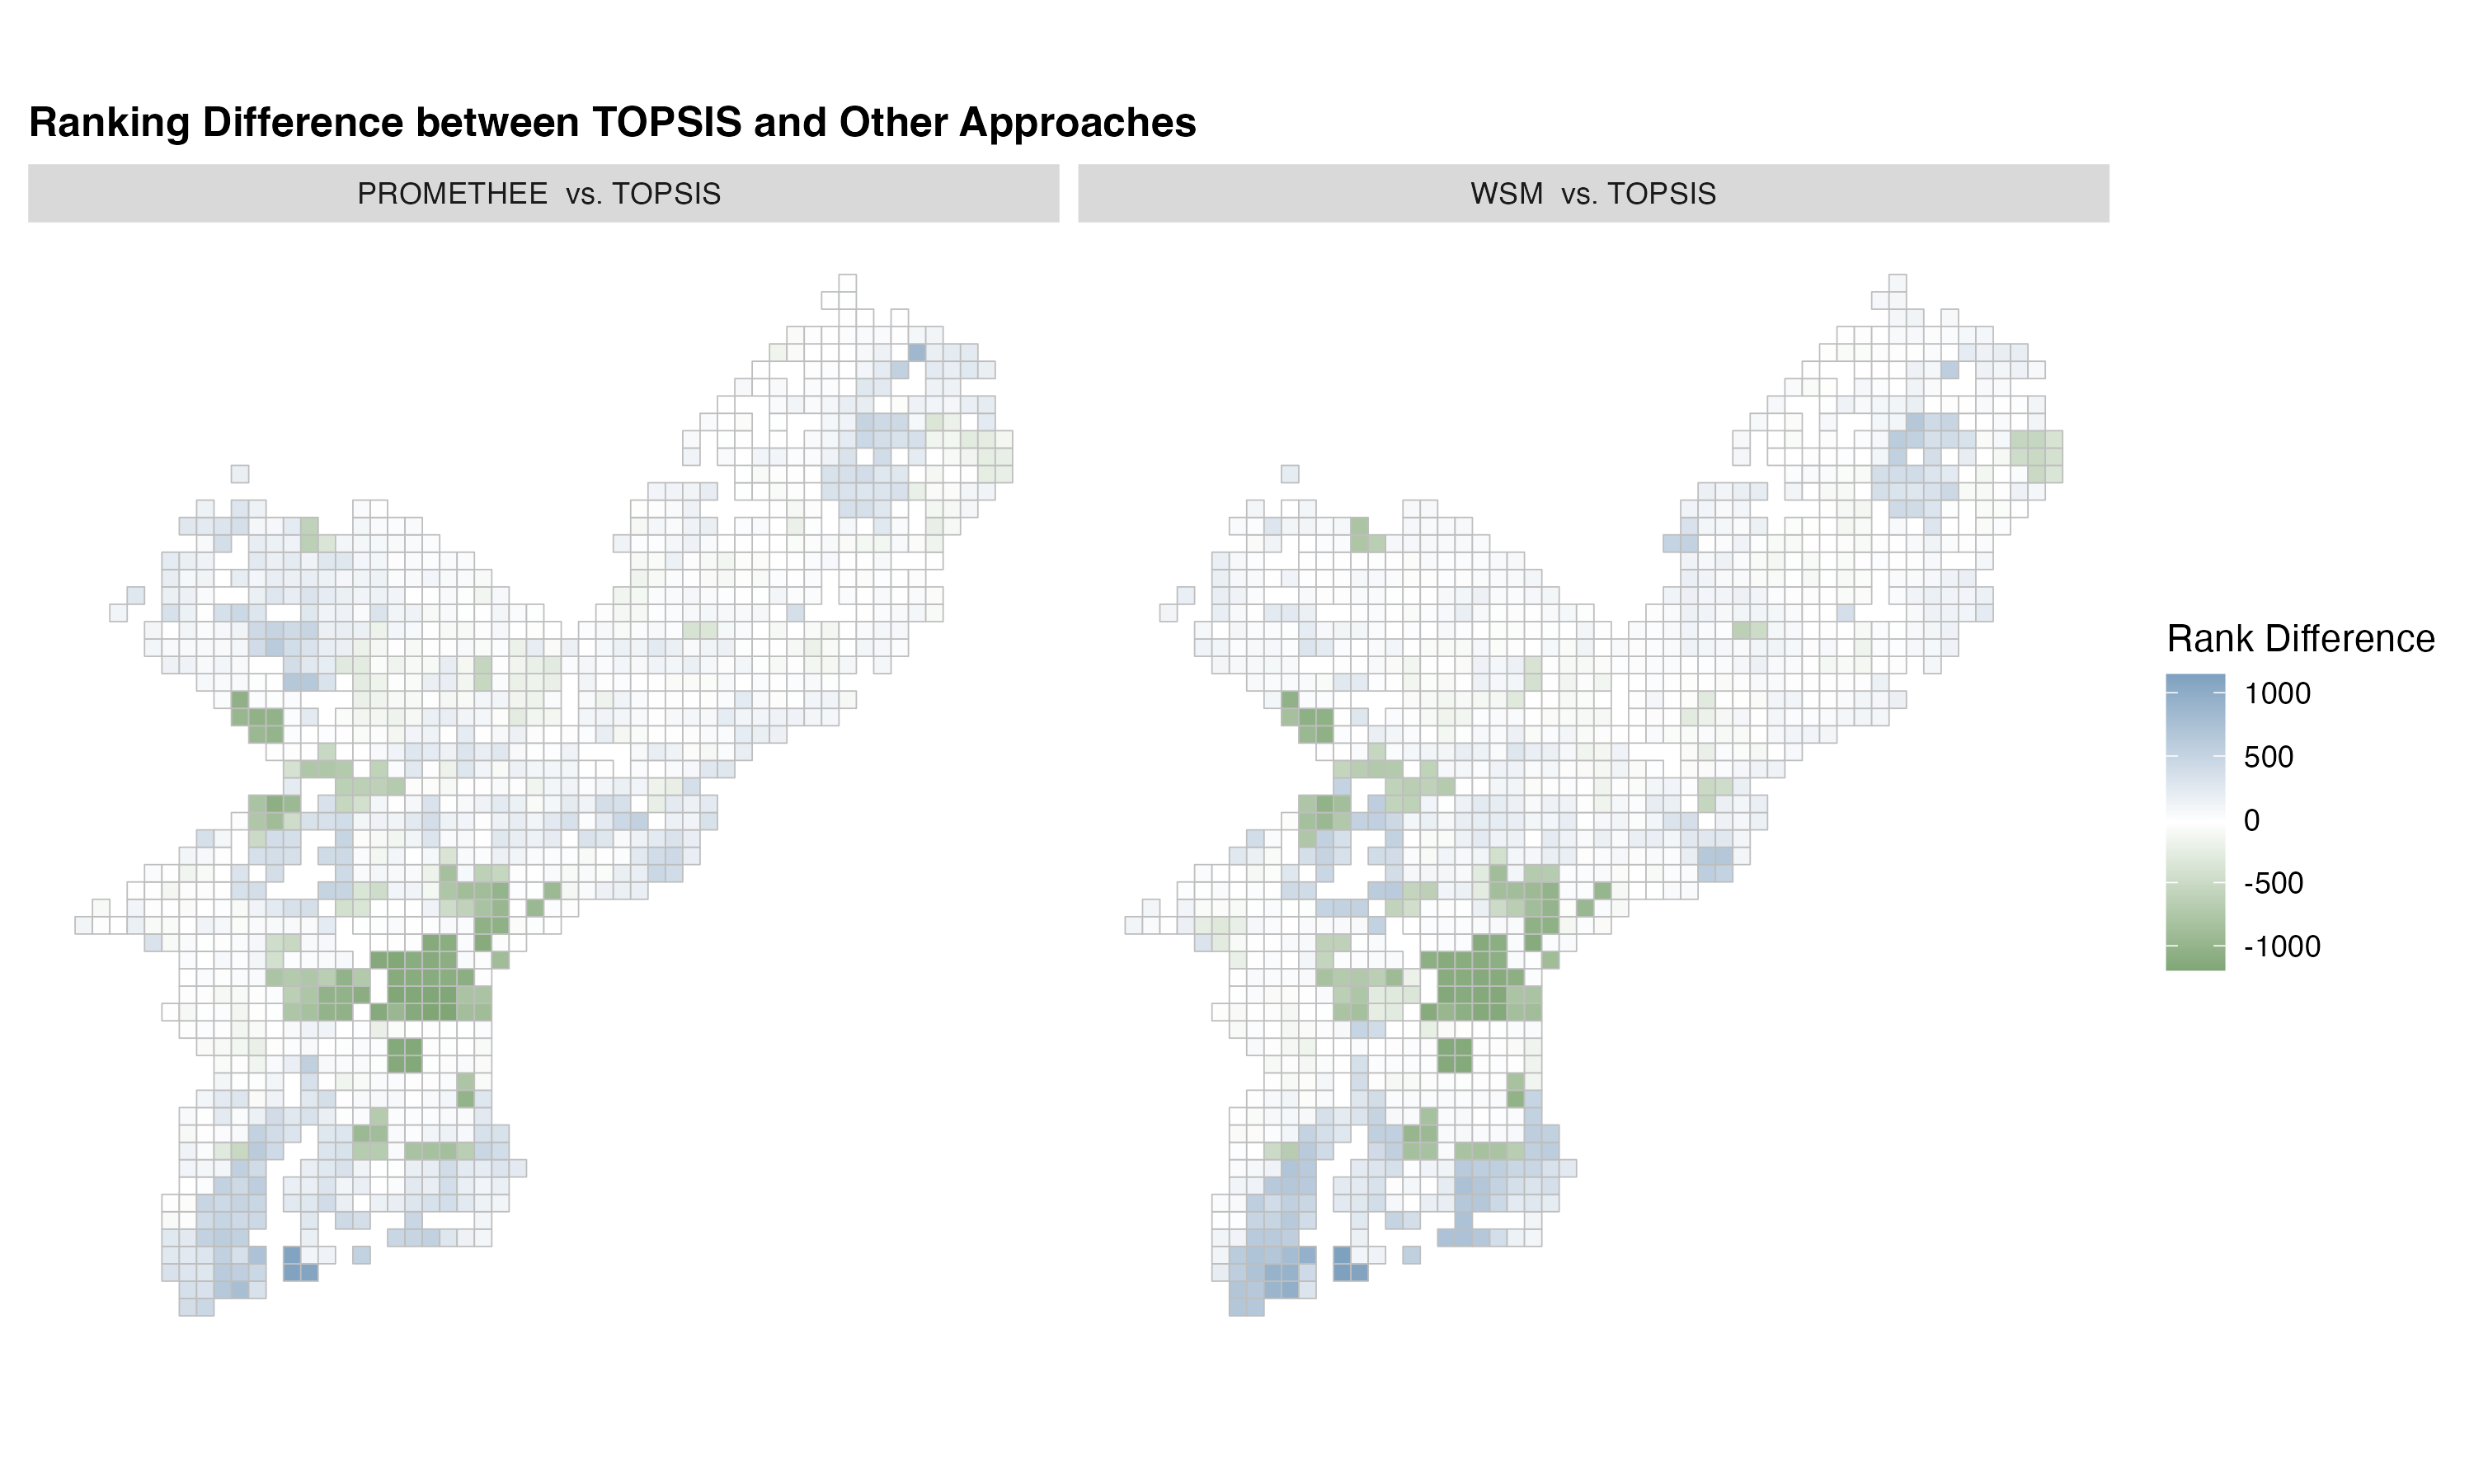 Ranking Difference between TOPSIS and Other Approaches
PROMETHEE vs. TOPSIS
WSM vs. TOPSIS
Rank Difference
1000
500
0
-500
-1000